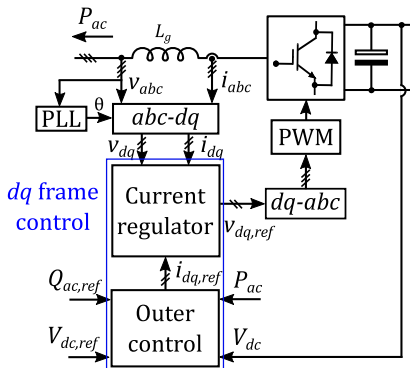 P_ac
L_g
v_abc
i_abc
PLL
θ
abc-dq
PWM
v_dq
i_dq
dq frame
control
Current
regulator
dq-abc
v_dq,ref
i_dq,ref
Q_ac,ref
P_ac
Outer
control
V_dc,ref
V_dc